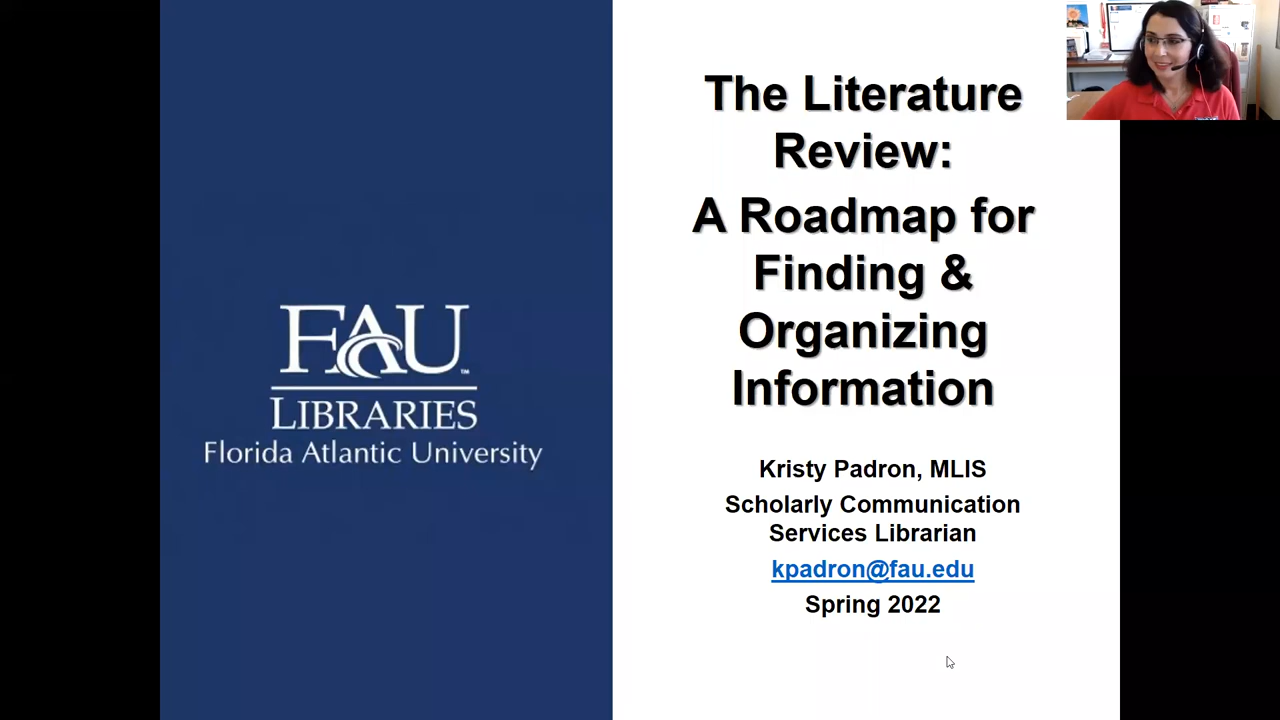 The Literature
Review:
A Roadmap for
Finding &
Organizing
Information
FAU™
LIBRARIES
Florida Atlantic University
Kristy Padron, MLIS
Scholarly Communication
Services Librarian
kpadron@fau.edu
Spring 2022